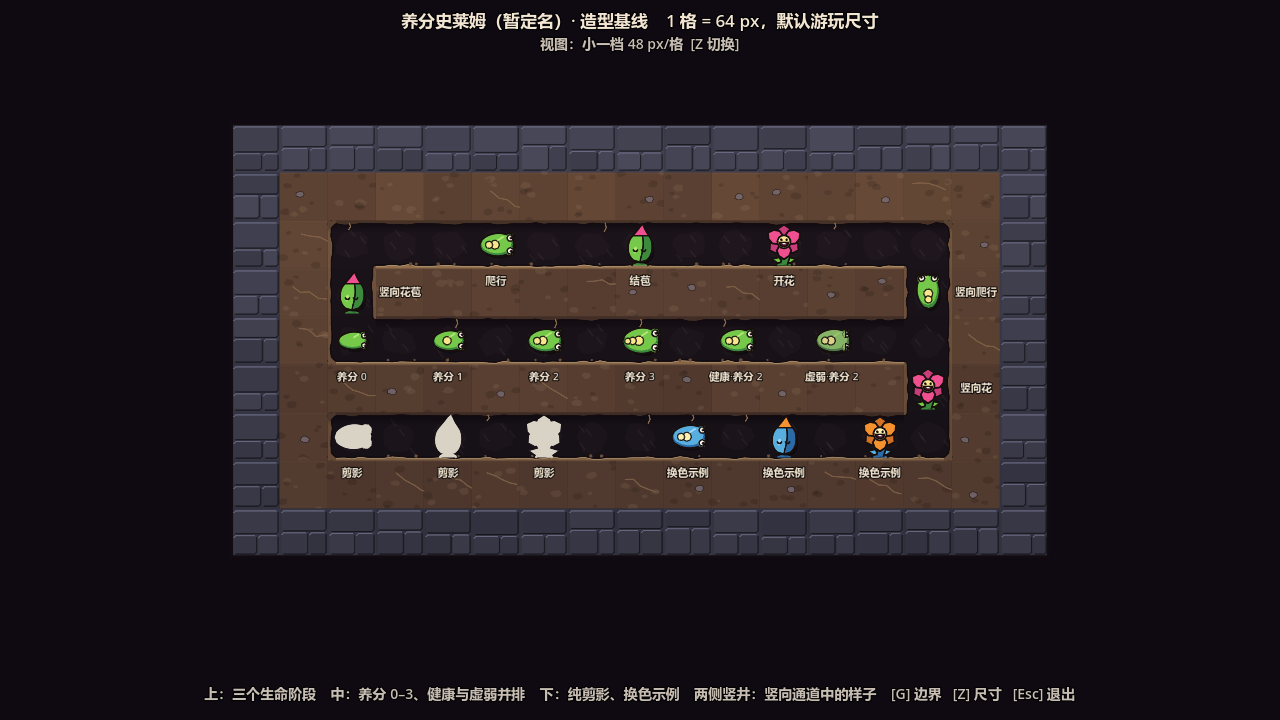 养分史莱姆（暂定名）· 造型基线　1 格 = 64 px，默认游玩尺寸
视图：小一档 48 px/格 [Z 切换]
爬行
结苞
开花
竖向花苞
竖向爬行
养分 0
养分 1
养分 2
养分 3
健康 养分 2
虚弱 养分 2
竖向花
剪影
剪影
剪影
换色示例
换色示例
换色示例
上：三个生命阶段　中：养分 0–3、健康与虚弱并排　下：纯剪影、换色示例　两侧竖井：竖向通道中的样子　[G] 边界　[Z] 尺寸　[Esc] 退出